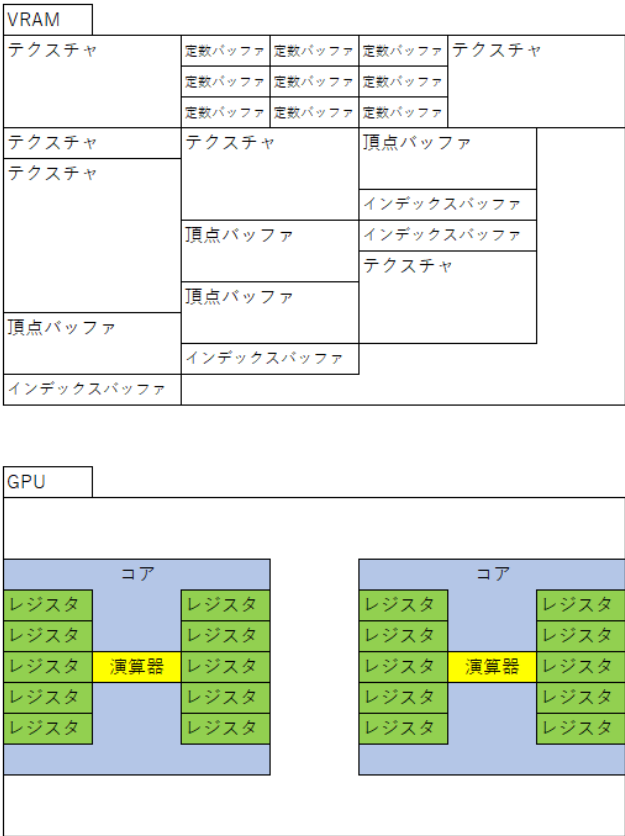 VRAM
テクスチャ 定数バッファ 定数バッファ 定数バッファ テクスチャ
定数バッファ 定数バッファ 定数バッファ
定数バッファ 定数バッファ 定数バッファ
テクスチャ テクスチャ 頂点バッファ
テクスチャ
インデックスバッファ
頂点バッファ インデックスバッファ
テクスチャ
頂点バッファ
頂点バッファ
インデックスバッファ
インデックスバッファ
GPU
コア コア
レジスタ レジスタ レジスタ レジスタ
レジスタ レジスタ レジスタ レジスタ
レジスタ 演算器 レジスタ レジスタ 演算器 レジスタ
レジスタ レジスタ レジスタ レジスタ
レジスタ レジスタ レジスタ レジスタ